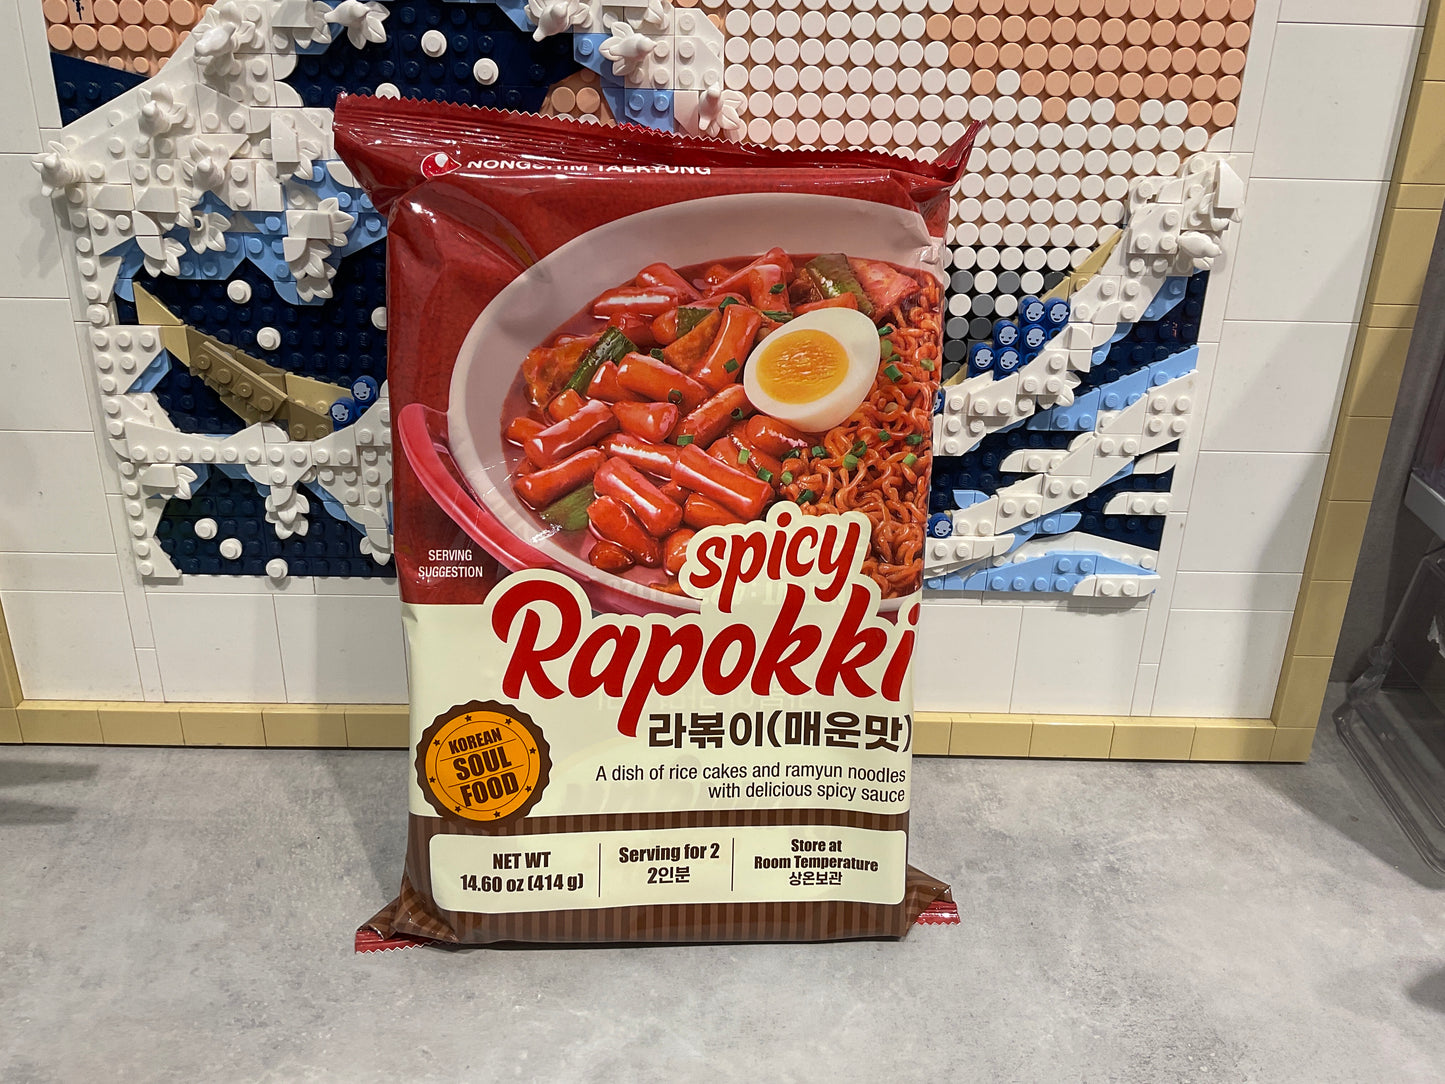 NONGSHIM TAEKYUNG
SERVING
SUGGESTION
spicy
Rapokki
라볶이(매운맛)
KOREAN
SOUL
FOOD
A dish of rice cakes and ramyun noodles
with delicious spicy sauce
NET WT
14.60 oz (414 g)
Serving for 2
2인분
Store at
Room Temperature
상온보관